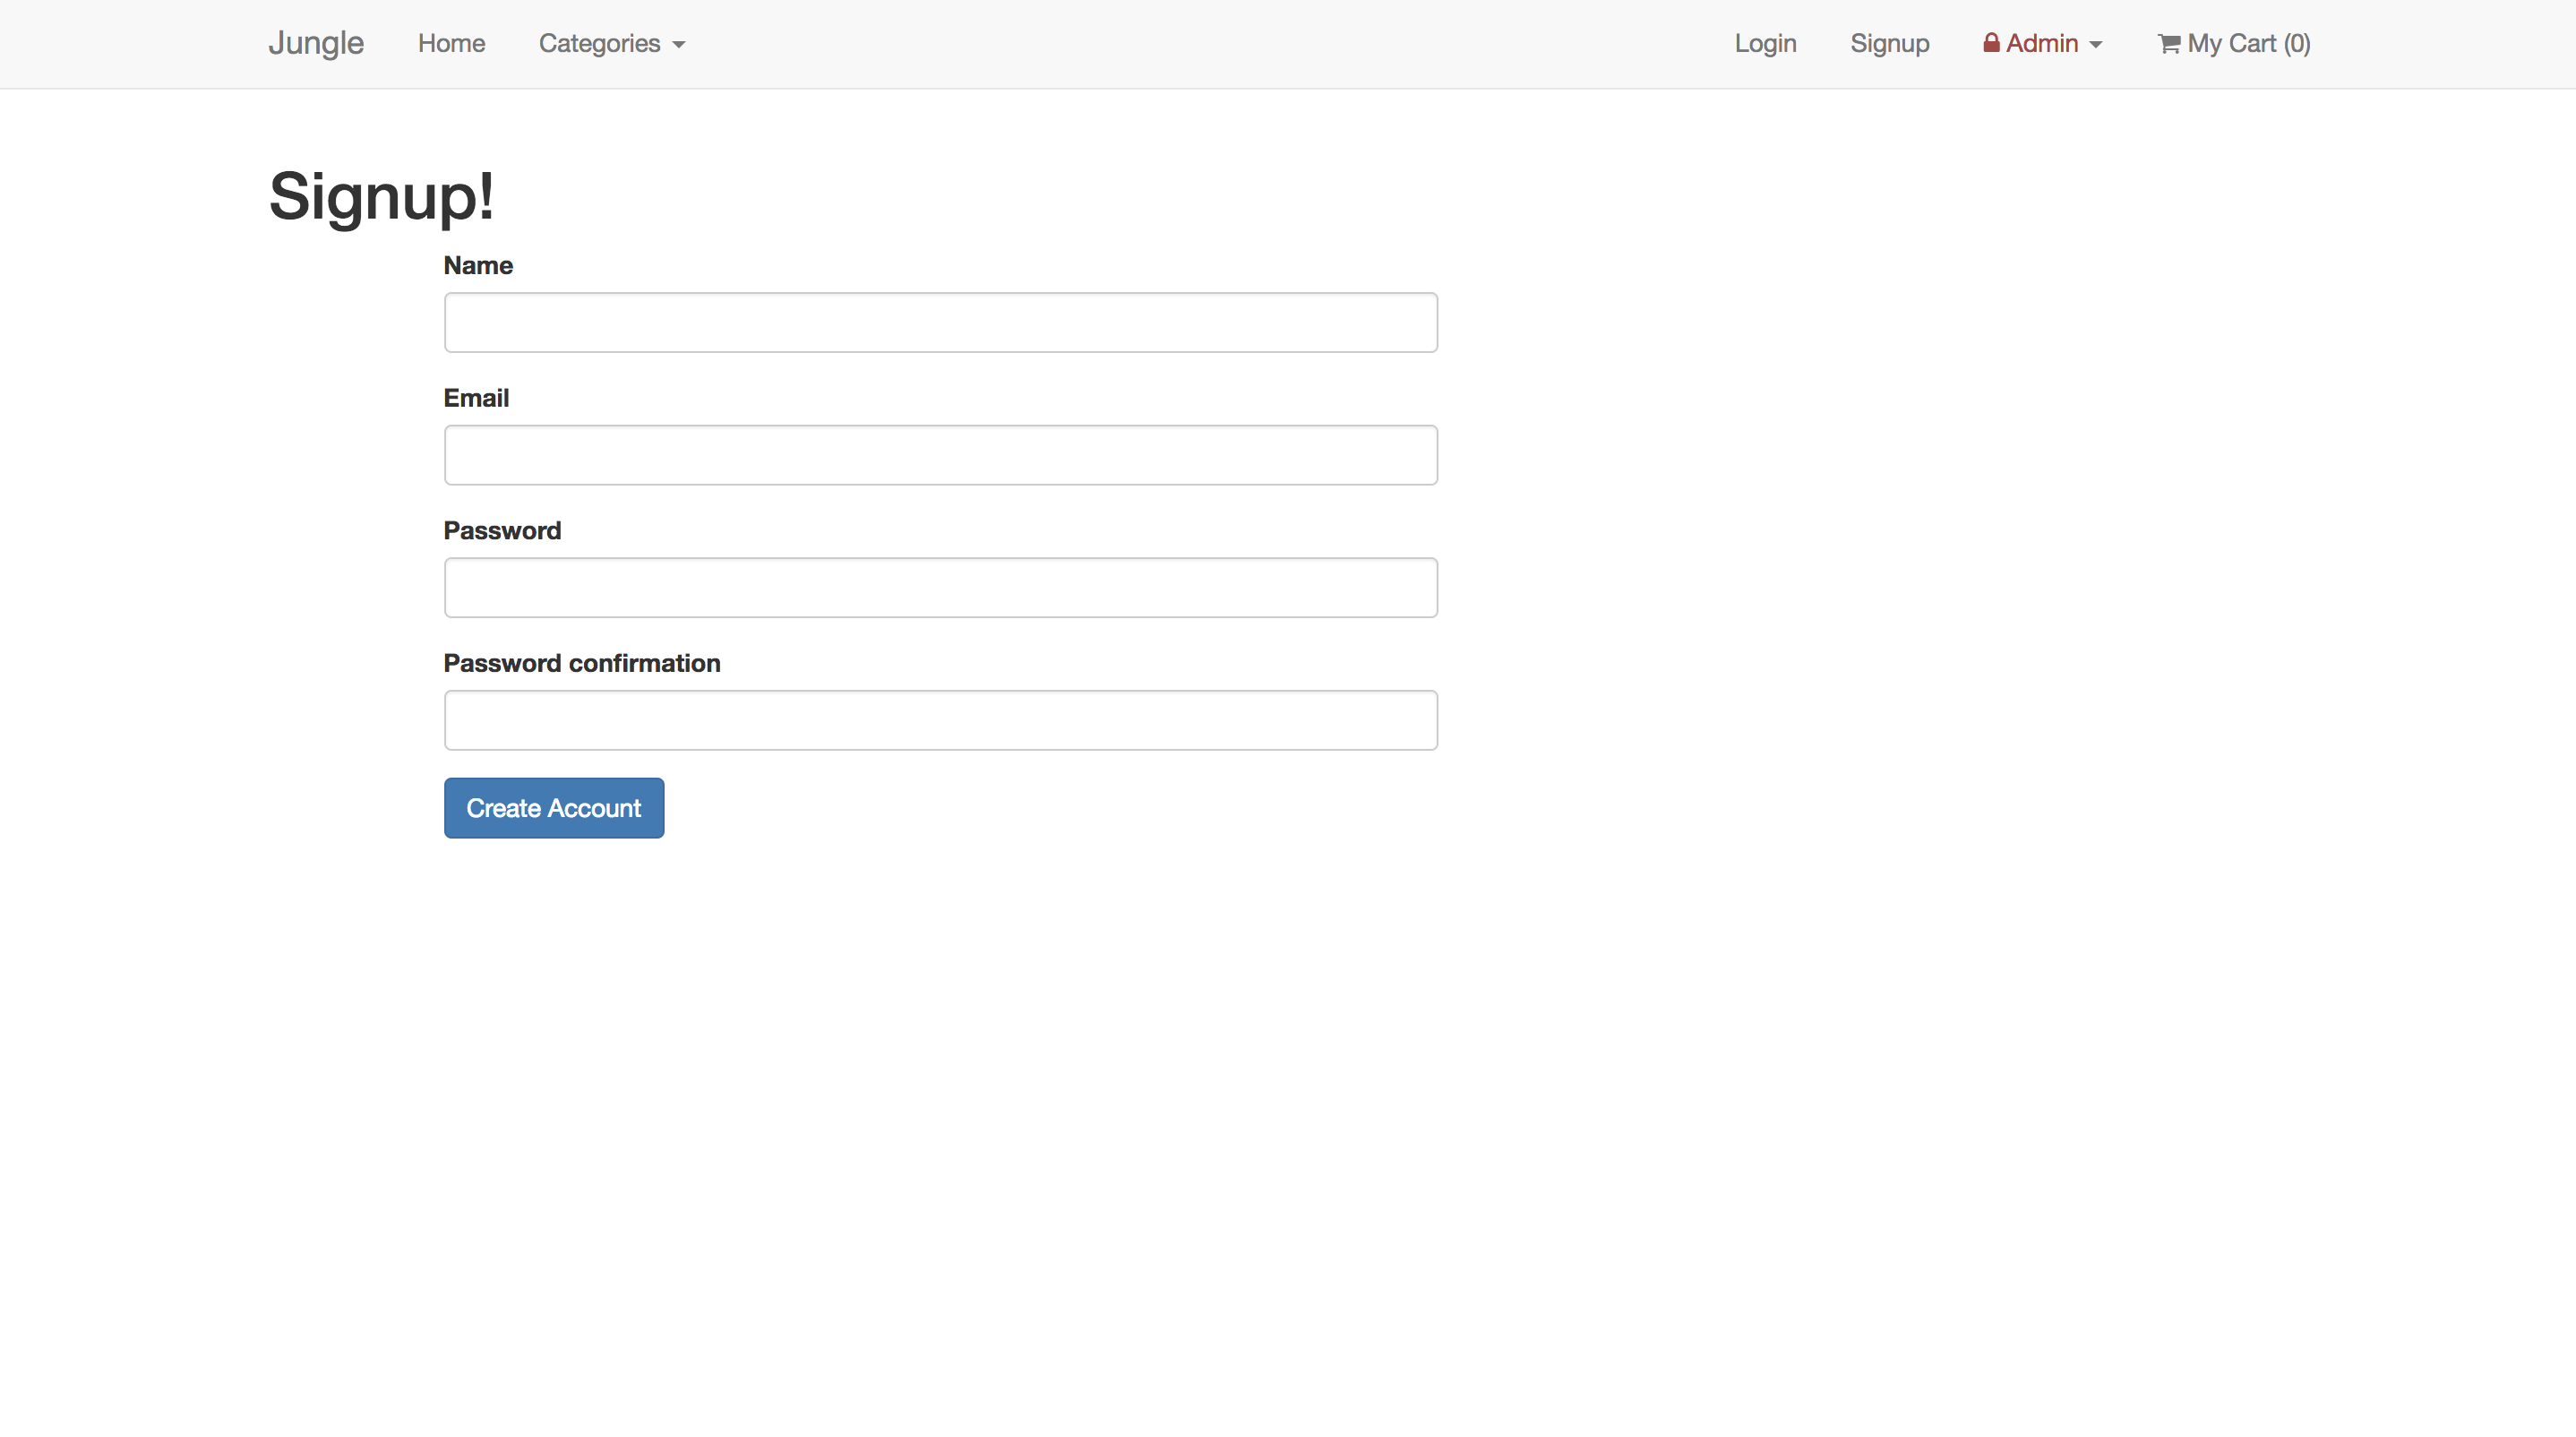 Jungle Home Categories Login Signup Admin My Cart (0)
Signup!
Name
Email
Password
Password confirmation
Create Account